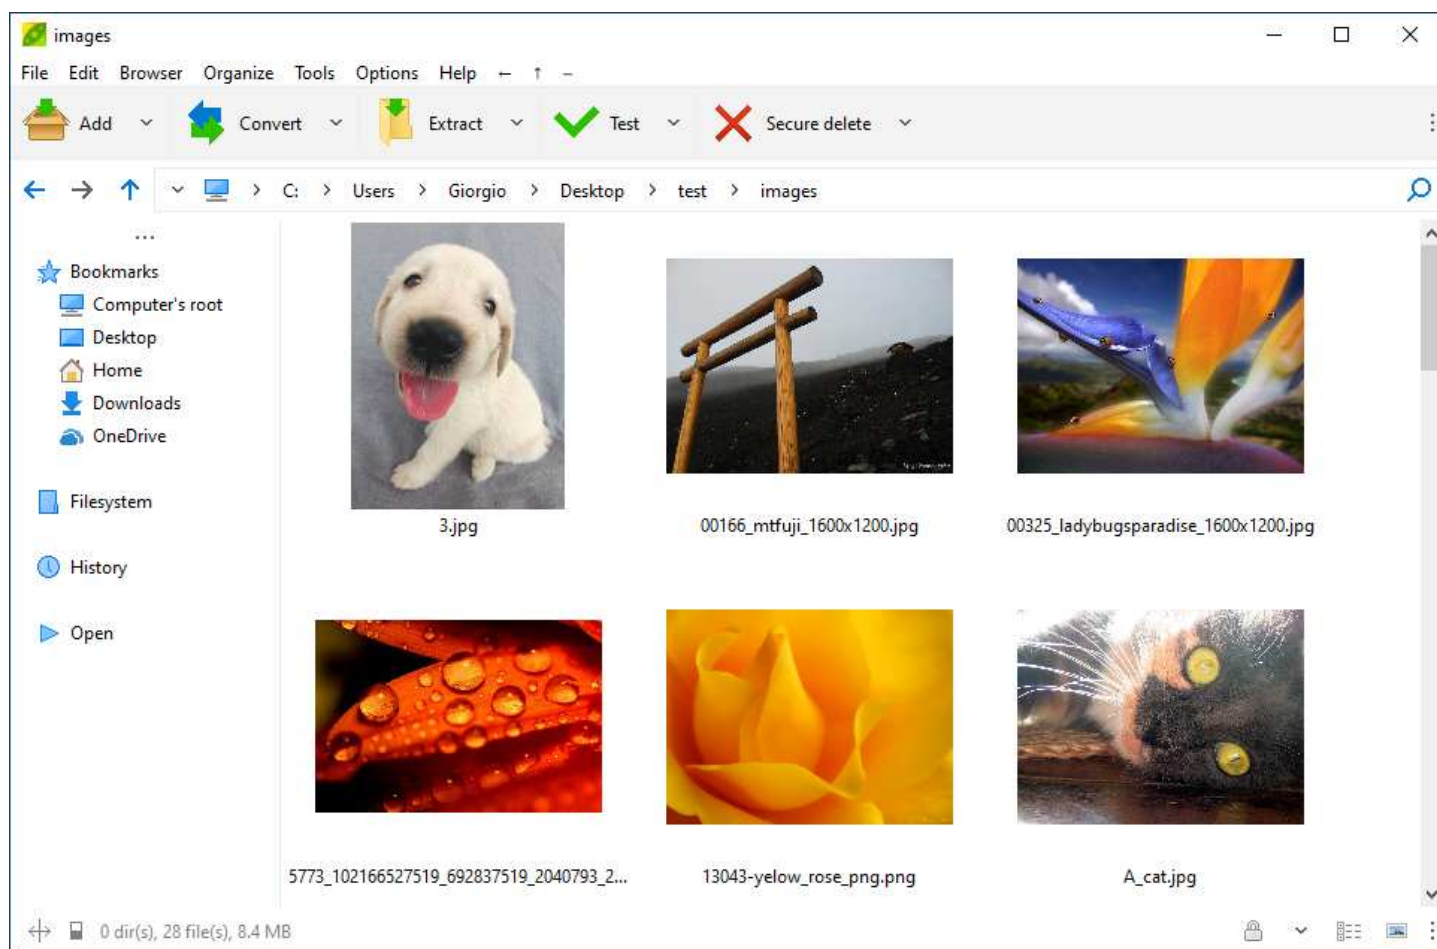 images
File Edit Browser Organize Tools Options Help
Add Convert Extract Test Secure delete
C: > Users > Giorgio > Desktop > test > images
...
Bookmarks
Computer's root
Desktop
Home
Downloads
OneDrive
Filesystem
History
Open
3.jpg 00166_mtfuji_1600x1200.jpg 00325_ladybugsparadise_1600x1200.jpg
5773_102166527519_692837519_2040793_2... 13043-yelow_rose_png.png A_cat.jpg
0 dir(s), 28 file(s), 8.4 MB